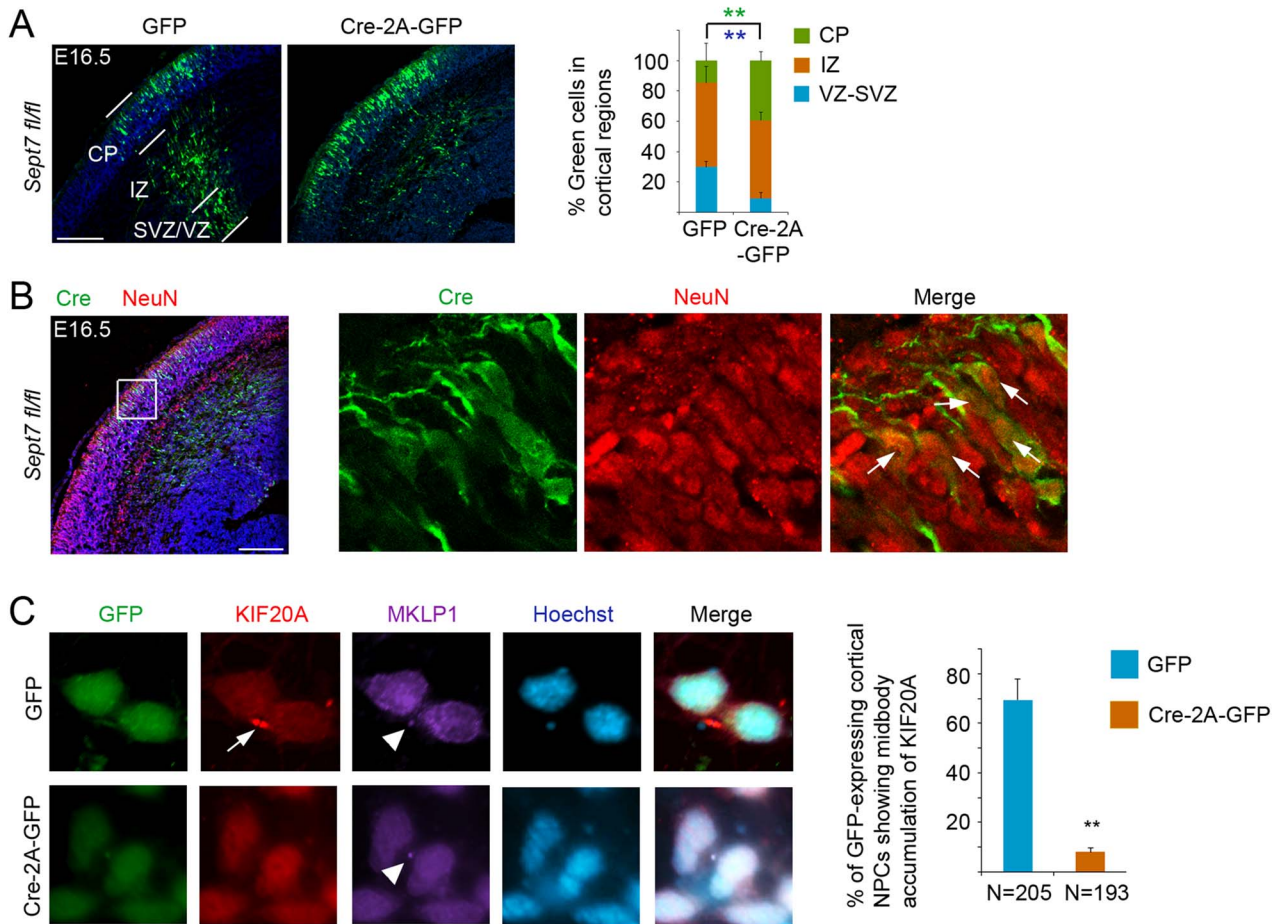 A
GFP
Cre-2A-GFP
Sept7 fl/fl
E16.5
CP
IZ
SVZ/VZ
**
**
% Green cells in
cortical regions
100
80
60
40
20
GFP
Cre-2A
-GFP
CP
IZ
VZ-SVZ
B
Cre NeuN
Cre
NeuN
Merge
Sept7 fl/fl
E16.5
C
GFP
KIF20A
MKLP1
Hoechst
Merge
GFP
Cre-2A-GFP
% of GFP-expressing cortical
NPCs showing midbody
accumulation of KIF20A
80
60
40
20
**
N=205
N=193
GFP
Cre-2A-GFP